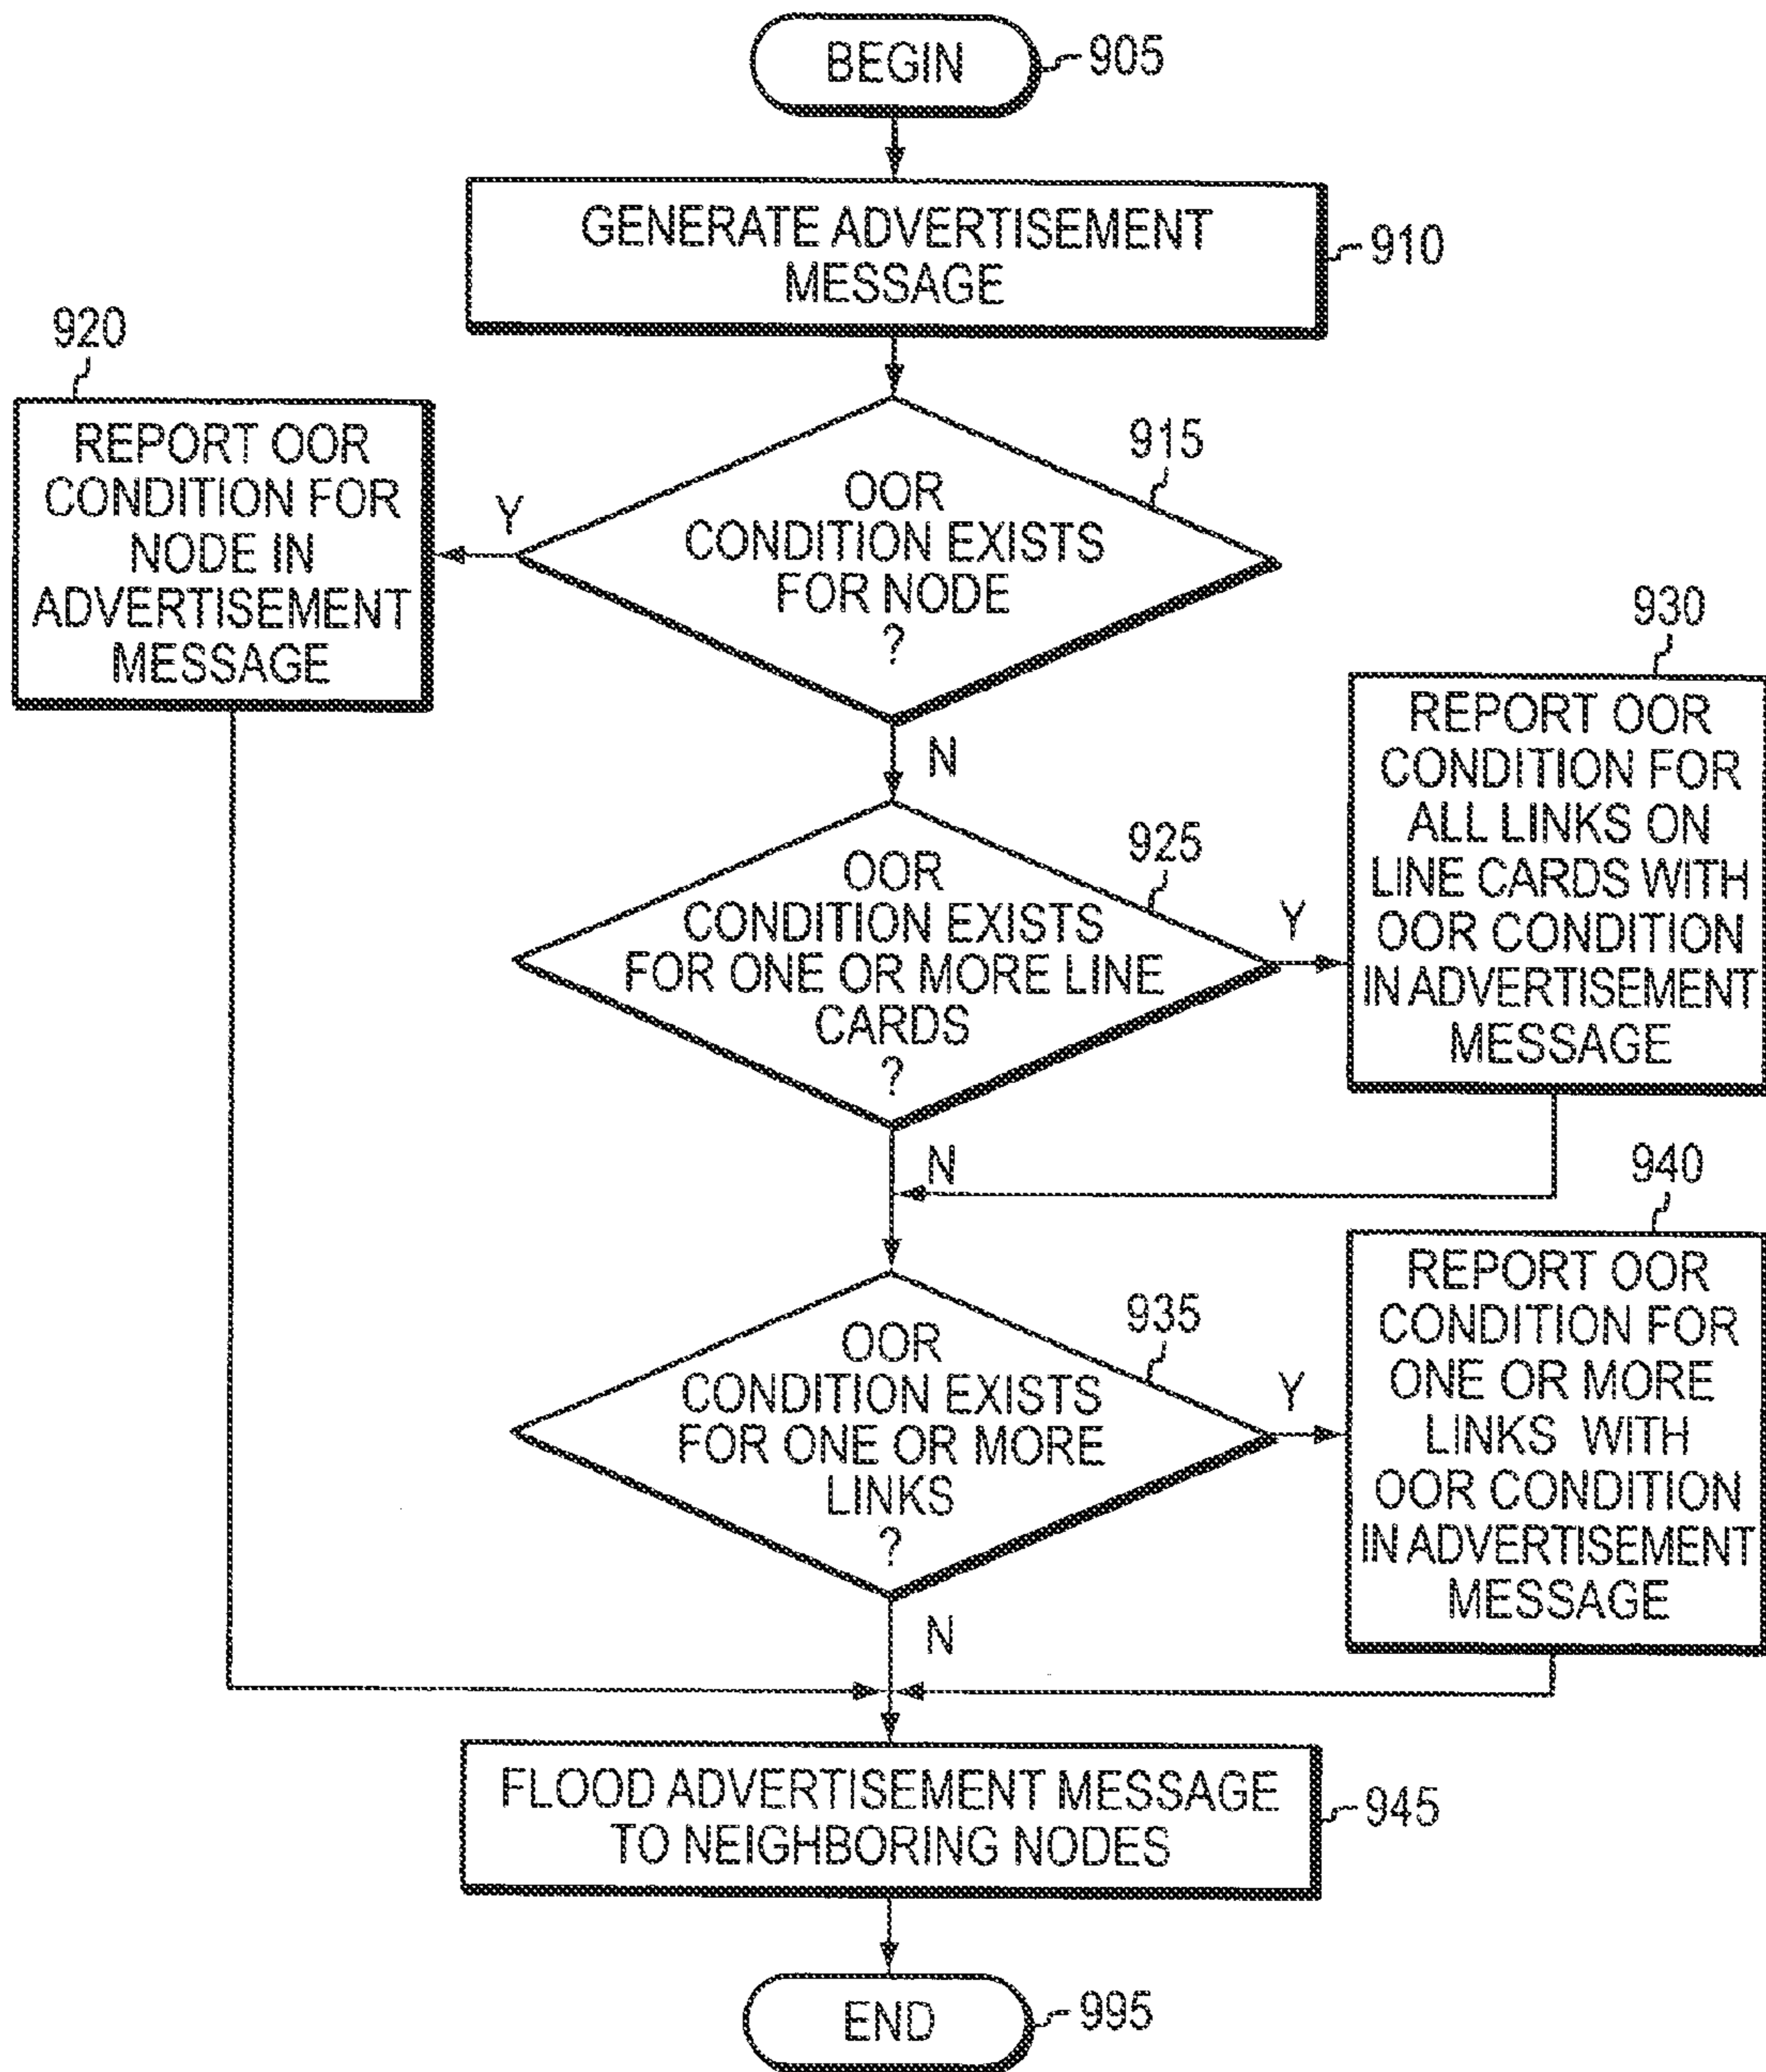 BEGIN
905
GENERATE ADVERTISEMENT
MESSAGE
910
920
REPORT OOR
CONDITION FOR
NODE IN
ADVERTISEMENT
MESSAGE
Y
915
OOR
CONDITION EXISTS
FOR NODE
?
N
930
REPORT OOR
CONDITION FOR
ALL LINKS ON
LINE CARDS WITH
OOR CONDITION
IN ADVERTISEMENT
MESSAGE
925
OOR
CONDITION EXISTS
FOR ONE OR MORE LINE
CARDS
?
Y
N
940
REPORT OOR
CONDITION FOR
ONE OR MORE
LINKS WITH
OOR CONDITION
IN ADVERTISEMENT
MESSAGE
935
OOR
CONDITION EXISTS
FOR ONE OR MORE
LINKS
?
Y
N
FLOOD ADVERTISEMENT MESSAGE
TO NEIGHBORING NODES
945
END
995